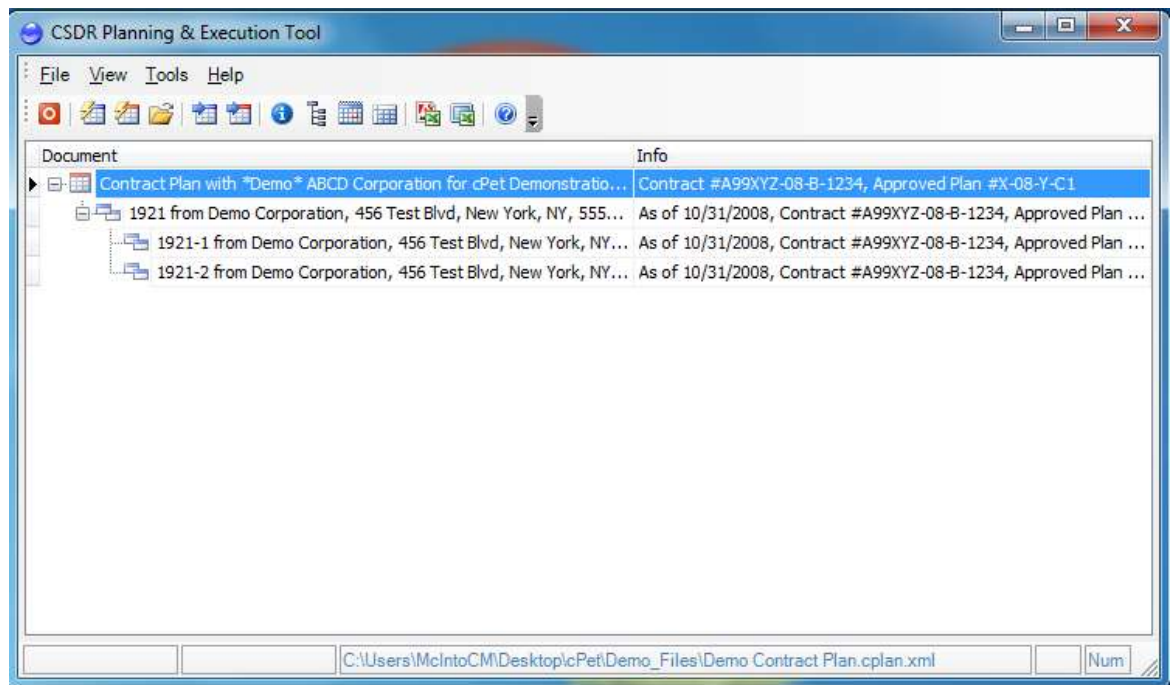 CSDR Planning & Execution Tool
File View Tools Help
Document Info
Contract Plan with *Demo* ABCD Corporation for cPet Demonstratio... Contract #A99XYZ-08-B-1234, Approved Plan #X-08-Y-C1
1921 from Demo Corporation, 456 Test Blvd, New York, NY, 555... As of 10/31/2008, Contract #A99XYZ-08-B-1234, Approved Plan ...
1921-1 from Demo Corporation, 456 Test Blvd, New York, NY... As of 10/31/2008, Contract #A99XYZ-08-B-1234, Approved Plan ...
1921-2 from Demo Corporation, 456 Test Blvd, New York, NY... As of 10/31/2008, Contract #A99XYZ-08-B-1234, Approved Plan ...
C:\Users\McIntoCM\Desktop\cPet\Demo_Files\Demo Contract Plan.cplan.xml Num